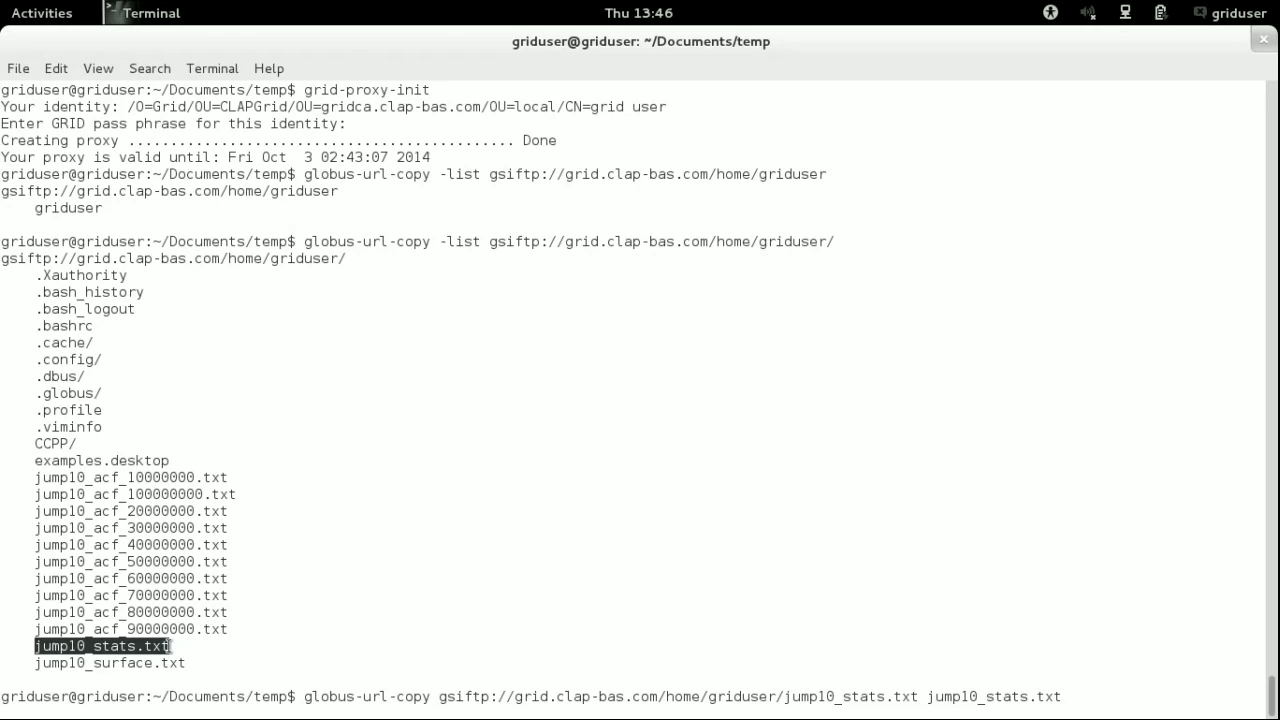 Activities Terminal Thu 13:46 griduser
griduser@griduser: ~/Documents/temp
File Edit View Search Terminal Help
griduser@griduser:~/Documents/temp$ grid-proxy-init
Your identity: /O=Grid/OU=CLAPGrid/OU=gridca.clap-bas.com/OU=local/CN=grid user
Enter GRID pass phrase for this identity:
Creating proxy .............................................. Done
Your proxy is valid until: Fri Oct  3 02:43:07 2014
griduser@griduser:~/Documents/temp$ globus-url-copy -list gsiftp://grid.clap-bas.com/home/griduser
gsiftp://grid.clap-bas.com/home/griduser
griduser
griduser@griduser:~/Documents/temp$ globus-url-copy -list gsiftp://grid.clap-bas.com/home/griduser/
gsiftp://grid.clap-bas.com/home/griduser/
.Xauthority
.bash_history
.bash_logout
.bashrc
.cache/
.config/
.dbus/
.globus/
.profile
.viminfo
CCPP/
examples.desktop
jump10_acf_10000000.txt
jump10_acf_100000000.txt
jump10_acf_20000000.txt
jump10_acf_30000000.txt
jump10_acf_40000000.txt
jump10_acf_50000000.txt
jump10_acf_60000000.txt
jump10_acf_70000000.txt
jump10_acf_80000000.txt
jump10_acf_90000000.txt
jump10_stats.txt
jump10_surface.txt
griduser@griduser:~/Documents/temp$ globus-url-copy gsiftp://grid.clap-bas.com/home/griduser/jump10_stats.txt jump10_stats.txt